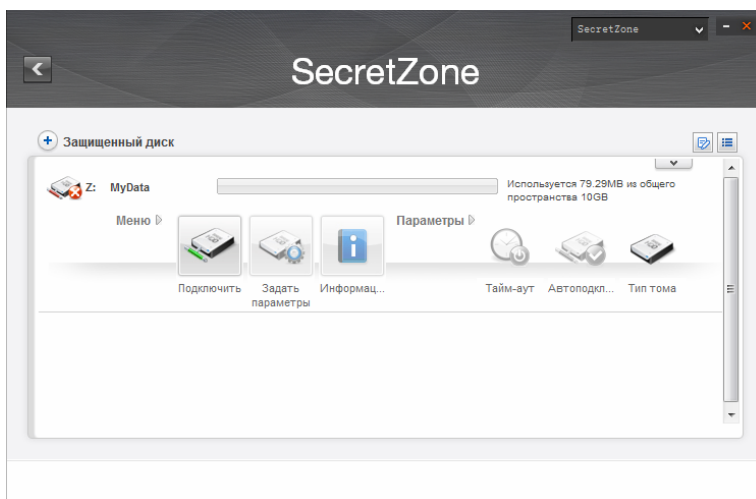 SecretZone
SecretZone
Защищенный диск
Z: MyData
Используется 79.29MB из общего
пространства 10GB
Меню
Параметры
Подключить
Задать
параметры
Информац...
Тайм-аут
Автоподкл...
Тип тома